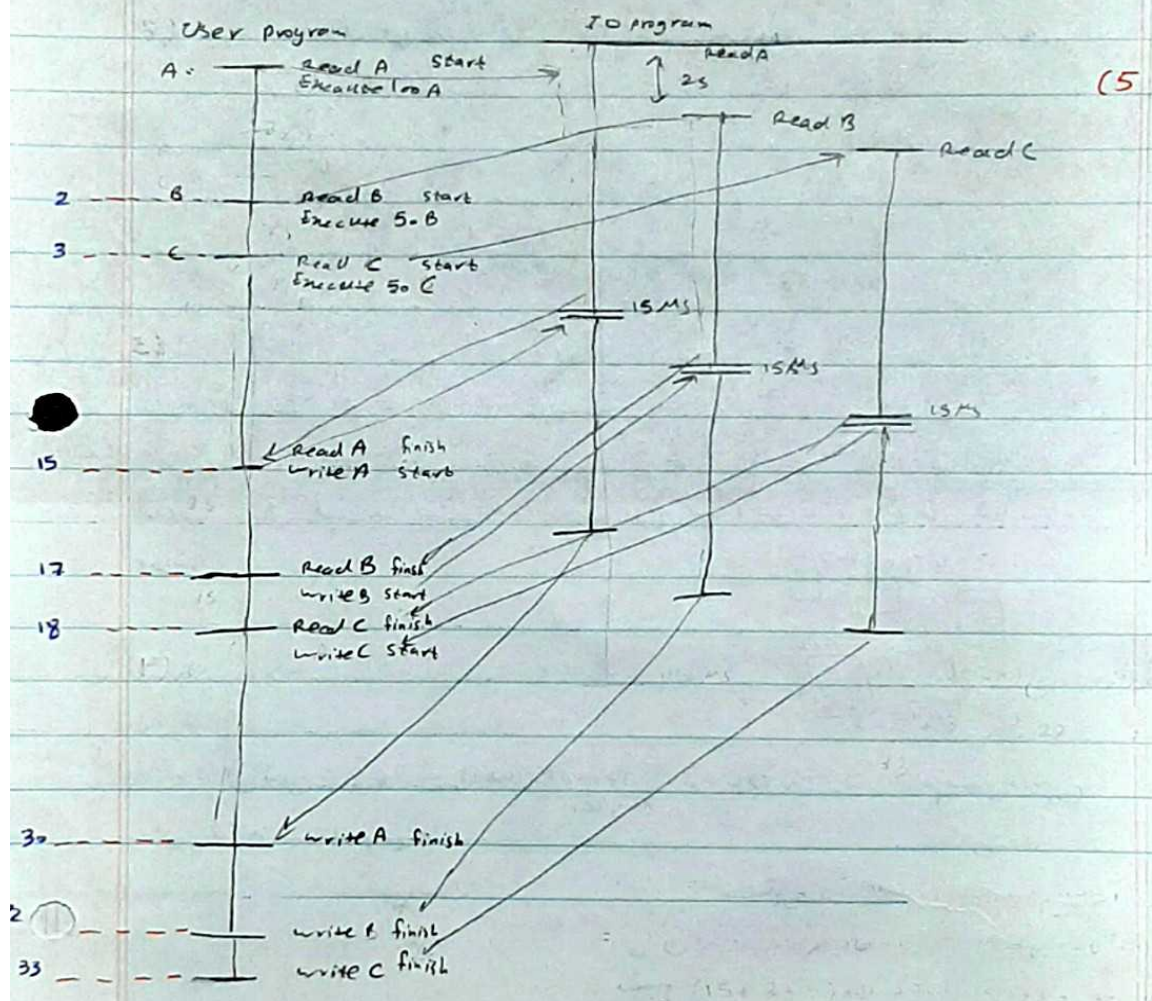 User program
IO program
A:
Read A start
Execute 100 A
Read A
2s
(5
Read B
Read C
2
B
Read B start
Execute 50 B
3
C
Read C start
Execute 50 C
15 Ms
15 Ms
15 Ms
15
Read A finish
write A start
17
Read B finish
write B start
18
Read C finish
write C start
30
write A finish
2
write B finish
33
write C finish